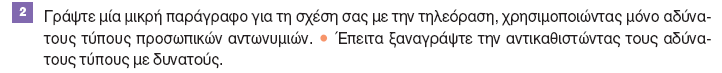 2 Γράψτε μία μικρή παράγραφο για τη σχέση σας με την τηλεόραση, χρησιμοποιώντας μόνο αδύνα-
τους τύπους προσωπικών αντωνυμιών. • Έπειτα ξαναγράψτε την αντικαθιστώντας τους αδύνα-
τους τύπους με δυνατούς.